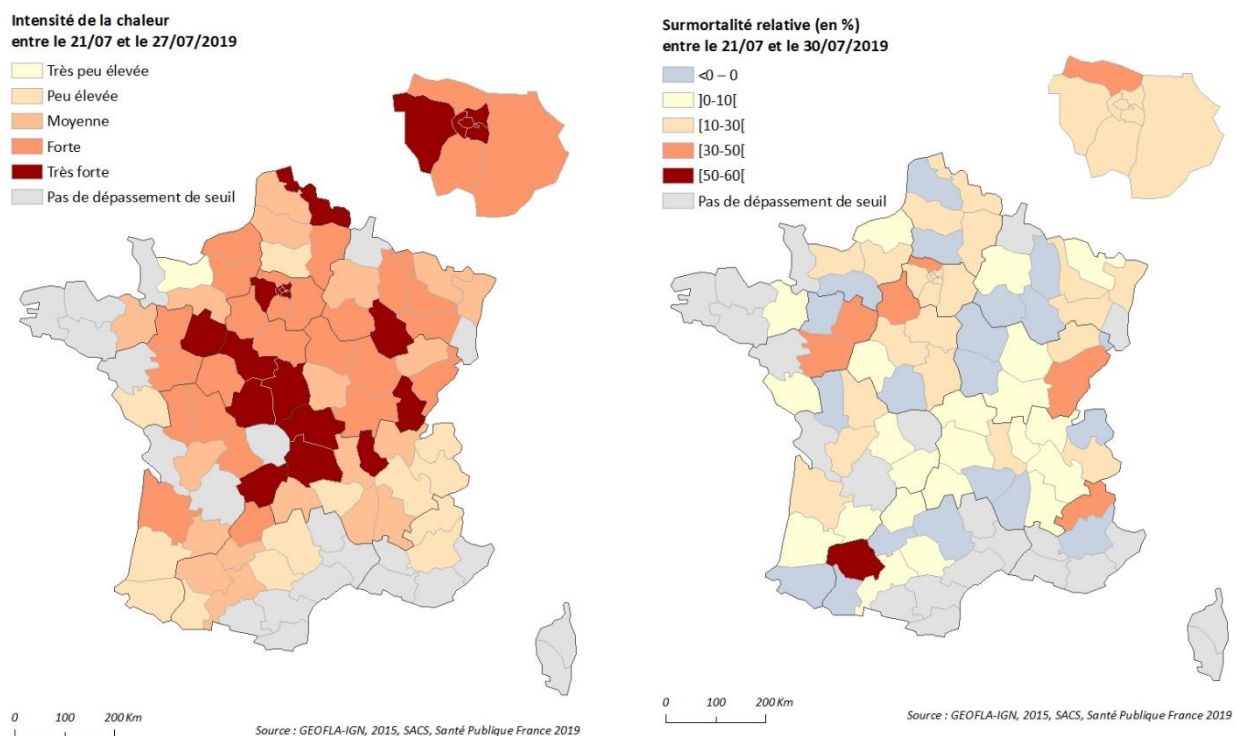 Intensité de la chaleur
entre le 21/07 et le 27/07/2019
Très peu élevée
Peu élevée
Moyenne
Forte
Très forte
Pas de dépassement de seuil
0 100 200 Km
Source : GEOFLA-IGN, 2015, SACS, Santé Publique France 2019
Surmortalité relative (en %)
entre le 21/07 et le 30/07/2019
<0 – 0
]0-10[
[10-30[
[30-50[
[50-60[
Pas de dépassement de seuil
0 100 200 Km
Source : GEOFLA-IGN, 2015, SACS, Santé Publique France 2019